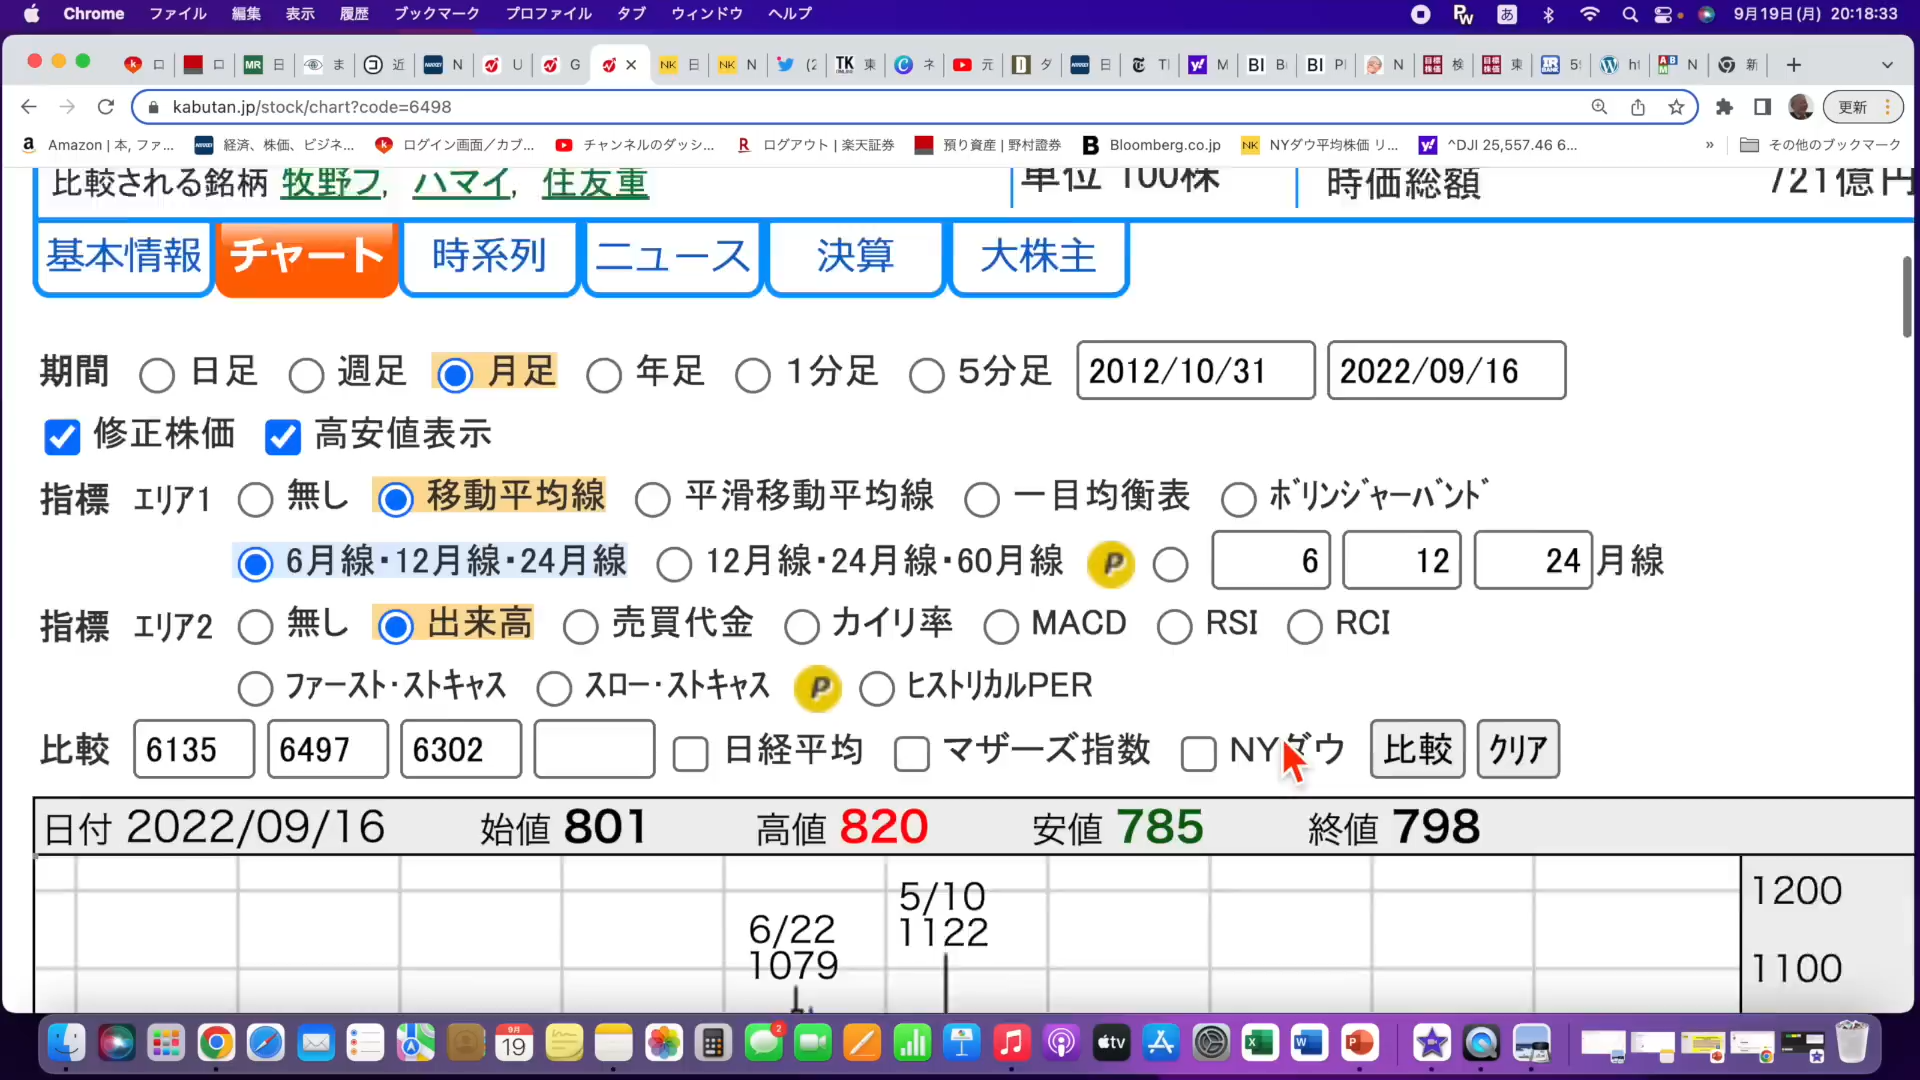 Chrome ファイル 編集 表示 履歴 ブックマーク プロファイル タブ ウィンドウ ヘルプ あ 9月19日(月) 20:18:33
kabutan.jp/stock/chart?code=6498 更新
Amazon | 本, ファ... 経済、株価、ビジネ... ログイン画面／カブ... チャンネルのダッシ... ログアウト | 楽天証券 預り資産 | 野村證券 Bloomberg.co.jp NYダウ平均株価 リ... ^DJI 25,557.46 6... » その他のブックマーク
比較される銘柄 牧野フ, ハマイ, 住友重 単位 100株 時価総額
基本情報 チャート 時系列 ニュース 決算 大株主
期間 日足 週足 月足 年足 1分足 5分足 2012/10/31 2022/09/16
修正株価 高安値表示
指標 エリア1 無し 移動平均線 平滑移動平均線 一目均衡表 ボリンジャーバンド
6月線・12月線・24月線 12月線・24月線・60月線 P 6 12 24 月線
指標 エリア2 無し 出来高 売買代金 カイリ率 MACD RSI RCI
ファースト・ストキャス スロー・ストキャス P ヒストリカルPER
比較 6135 6497 6302 日経平均 マザーズ指数 NYダウ 比較 クリア
日付 2022/09/16 始値 801 高値 820 安値 785 終値 798
5/10
1122
6/22
1079
1200
1100